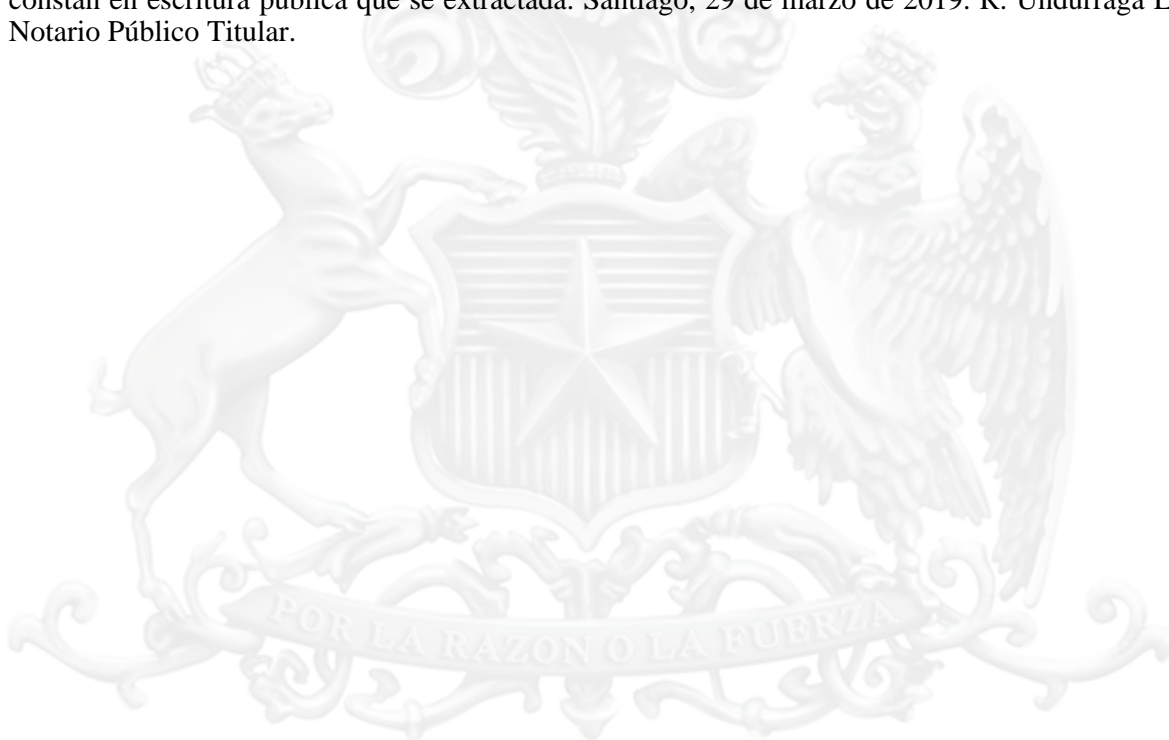 constan en escritura pública que se extractada. Santiago, 29 de marzo de 2019. R. Undurraga L
Notario Público Titular.
POR LA RAZON O LA FUERZA